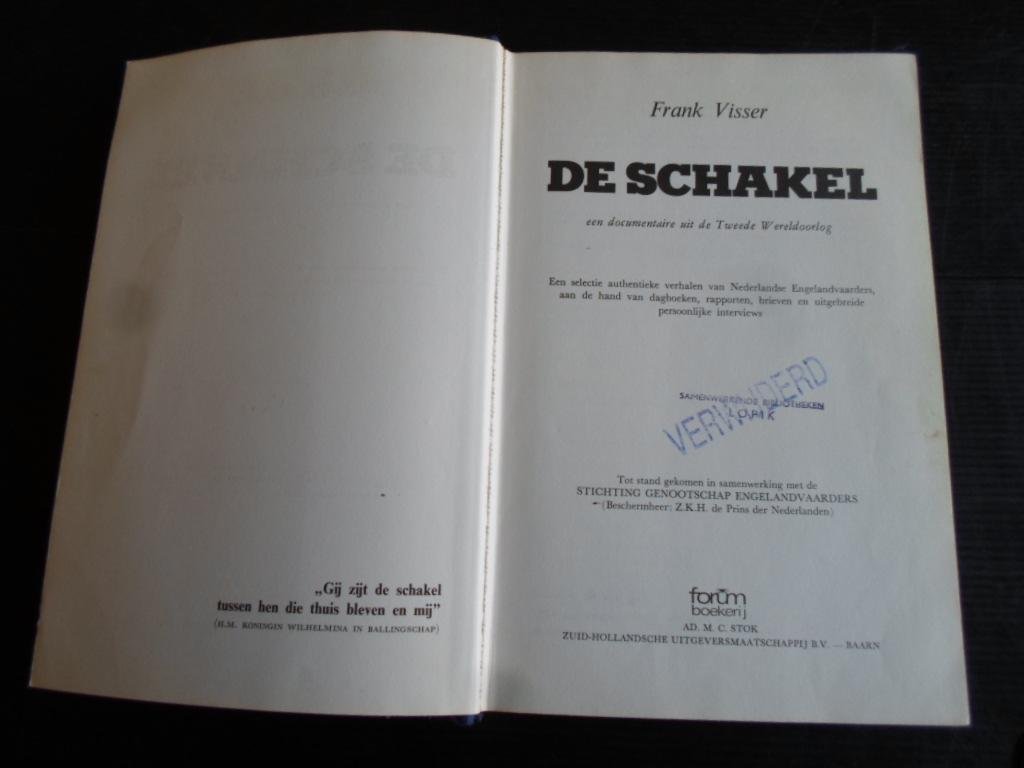 „Gij zijt de schakel
tussen hen die thuis bleven en mij”
(H.M. KONINGIN WILHELMINA IN BALLINGSCHAP)
Frank Visser
DE SCHAKEL
een documentaire uit de Tweede Wereldoorlog
Een selectie authentieke verhalen van Nederlandse Engelandvaarders,
aan de hand van dagboeken, rapporten, brieven en uitgebreide
persoonlijke interviews
SAMENWERKENDE BIBLIOTHEKEN
LOPIK
VERWIJDERD
Tot stand gekomen in samenwerking met de
STICHTING GENOOTSCHAP ENGELANDVAARDERS
(Beschermheer: Z.K.H. de Prins der Nederlanden)
forum
boekerij
AD. M. C. STOK
ZUID-HOLLANDSCHE UITGEVERSMAATSCHAPPIJ B.V. — BAARN